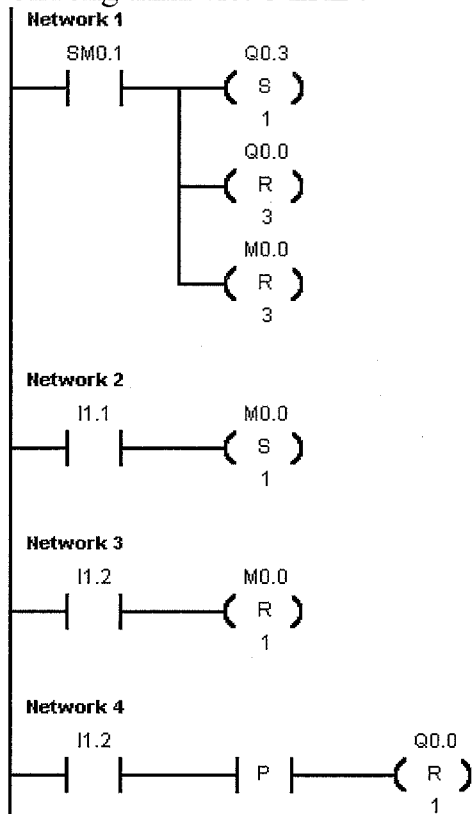 Network 1
SM0.1 Q0.3
S
1
Q0.0
R
3
M0.0
R
3
Network 2
I1.1 M0.0
S
1
Network 3
I1.2 M0.0
R
1
Network 4
I1.2 Q0.0
P R
1